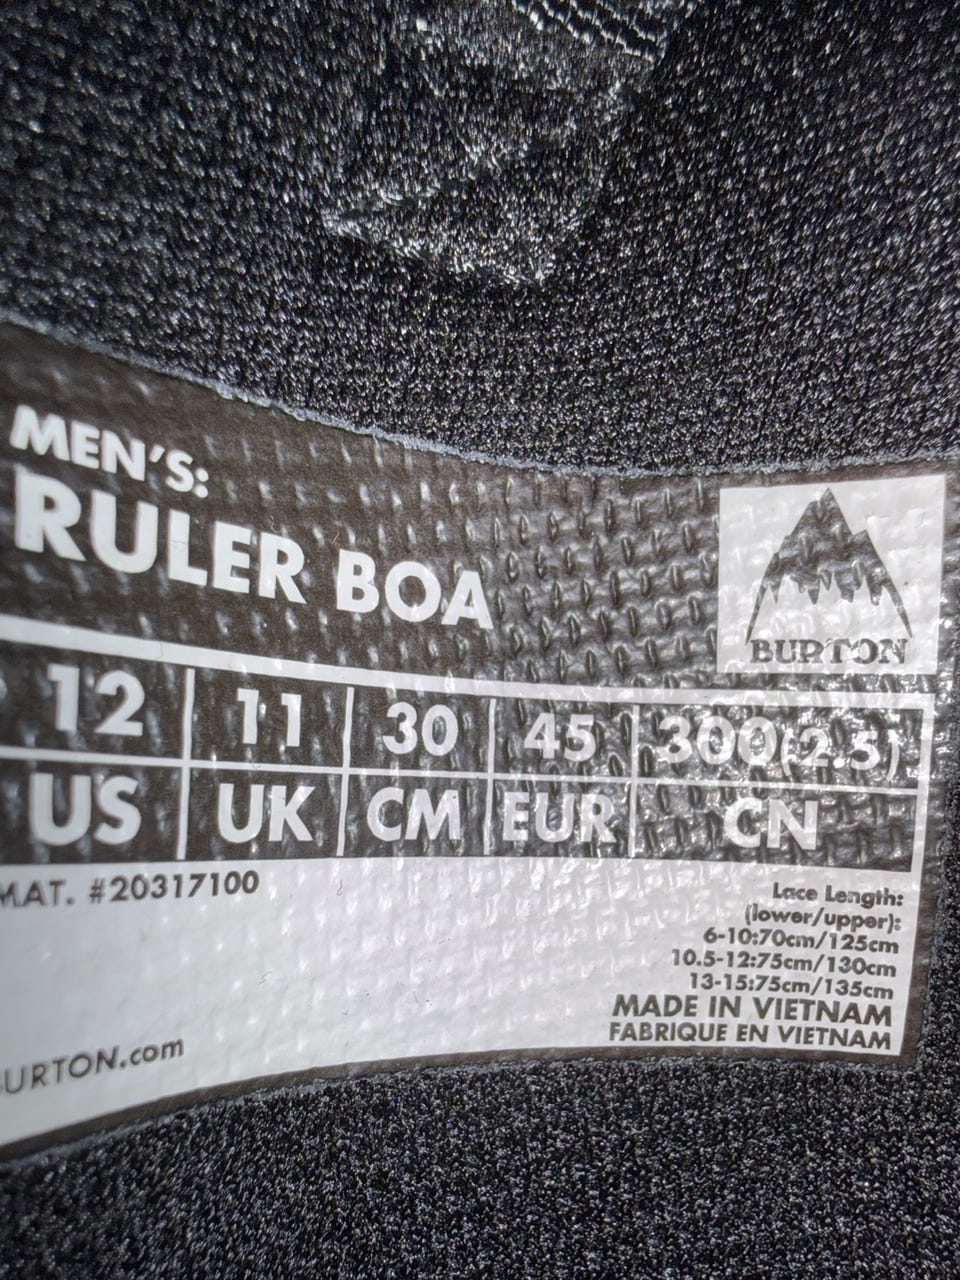 MEN'S:
RULER BOA
BURTON
12 11 30 45 300(2.5)
US UK CM EUR CN
MAT. #20317100
Lace Length:
(lower/upper):
6-10:70cm/125cm
10.5-12:75cm/130cm
13-15:75cm/135cm
MADE IN VIETNAM
FABRIQUE EN VIETNAM
BURTON.com